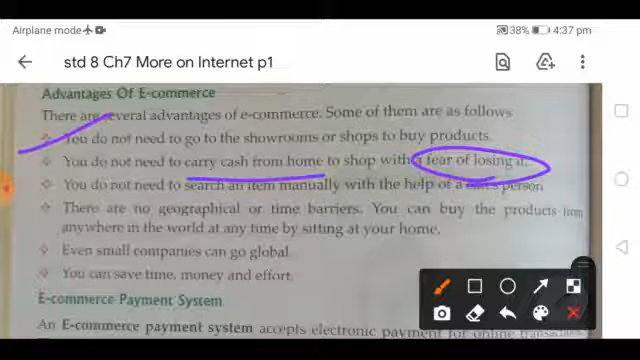 Airplane mode 38% 4:37 pm
std 8 Ch7 More on Internet p1
Advantages Of E-commerce
There are several advantages of e-commerce. Some of them are as follows
You do not need to go to the showrooms or shops to buy products.
You do not need to carry cash from home to shop with a fear of losing it.
You do not need to search an item manually with the help of a sales person
There are no geographical or time barriers. You can buy the products from
anywhere in the world at any time by sitting at your home.
Even small companies can go global.
You can save time, money and effort.
E-commerce Payment System
An E-commerce payment system accepts electronic payment for online transactions